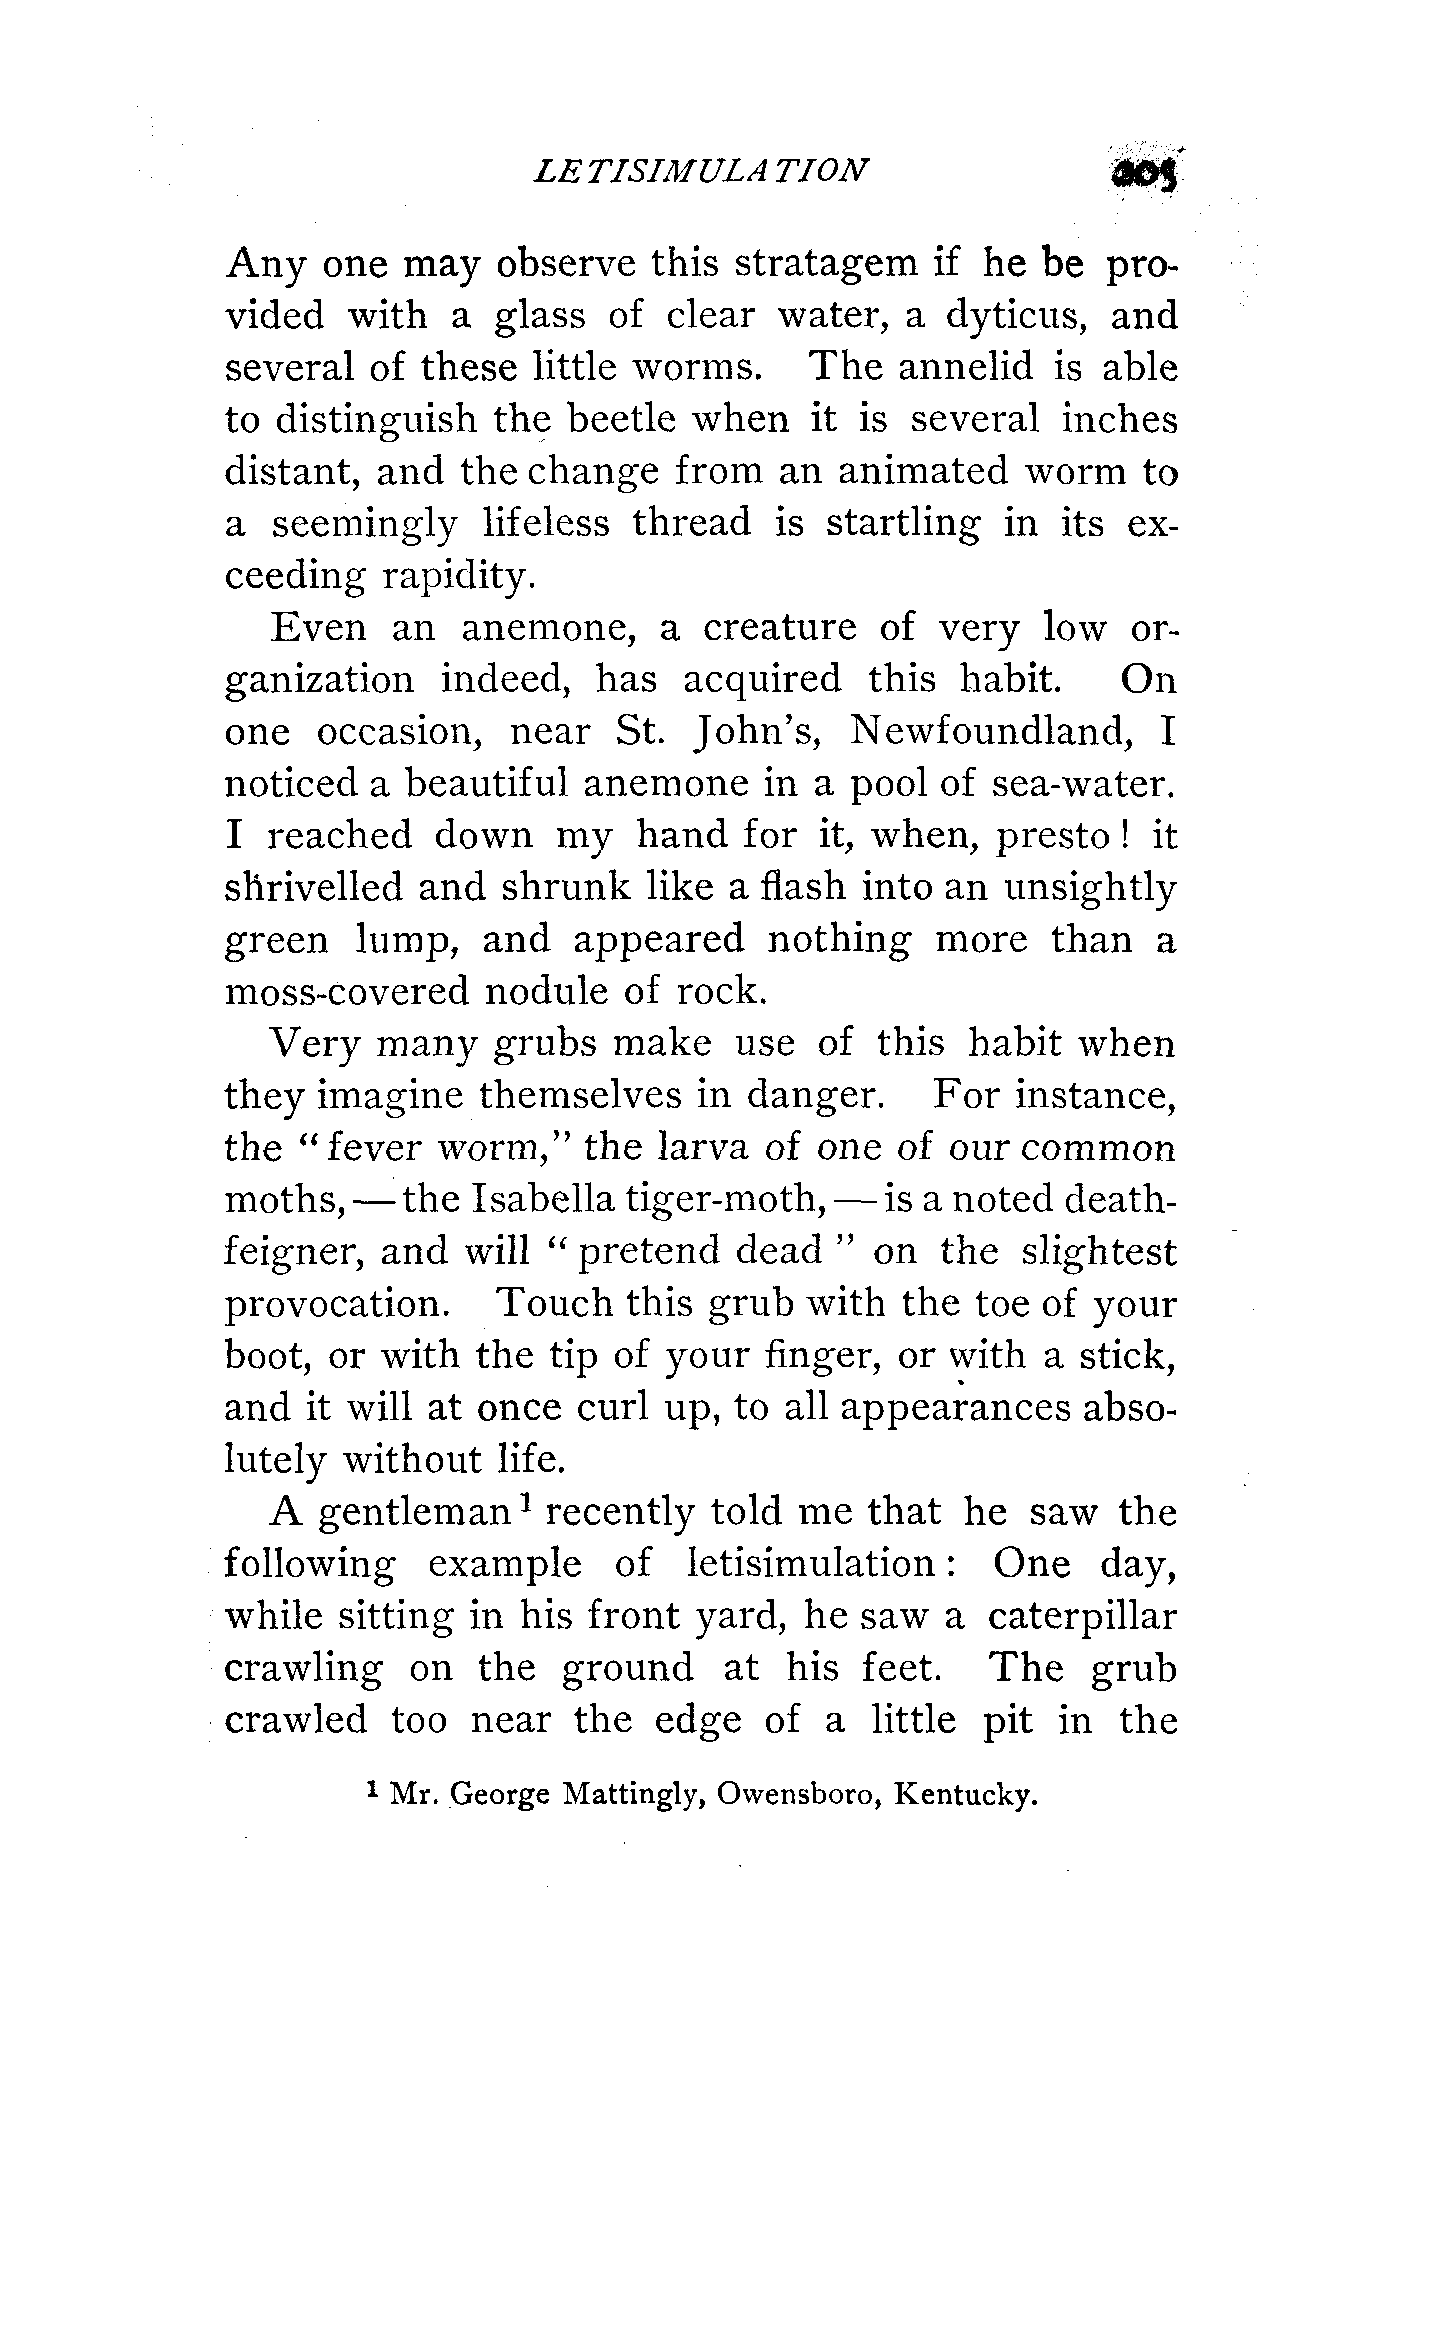 LETISIMULATION 205
Any one may observe this stratagem if he be pro-
vided with a glass of clear water, a dyticus, and
several of these little worms. The annelid is able
to distinguish the beetle when it is several inches
distant, and the change from an animated worm to
a seemingly lifeless thread is startling in its ex-
ceeding rapidity.
Even an anemone, a creature of very low or-
ganization indeed, has acquired this habit. On
one occasion, near St. John's, Newfoundland, I
noticed a beautiful anemone in a pool of sea-water.
I reached down my hand for it, when, presto! it
shrivelled and shrunk like a flash into an unsightly
green lump, and appeared nothing more than a
moss-covered nodule of rock.
Very many grubs make use of this habit when
they imagine themselves in danger. For instance,
the "fever worm," the larva of one of our common
moths,—the Isabella tiger-moth,—is a noted death-
feigner, and will "pretend dead" on the slightest
provocation. Touch this grub with the toe of your
boot, or with the tip of your finger, or with a stick,
and it will at once curl up, to all appearances abso-
lutely without life.
A gentleman¹ recently told me that he saw the
following example of letisimulation: One day,
while sitting in his front yard, he saw a caterpillar
crawling on the ground at his feet. The grub
crawled too near the edge of a little pit in the
¹ Mr. George Mattingly, Owensboro, Kentucky.